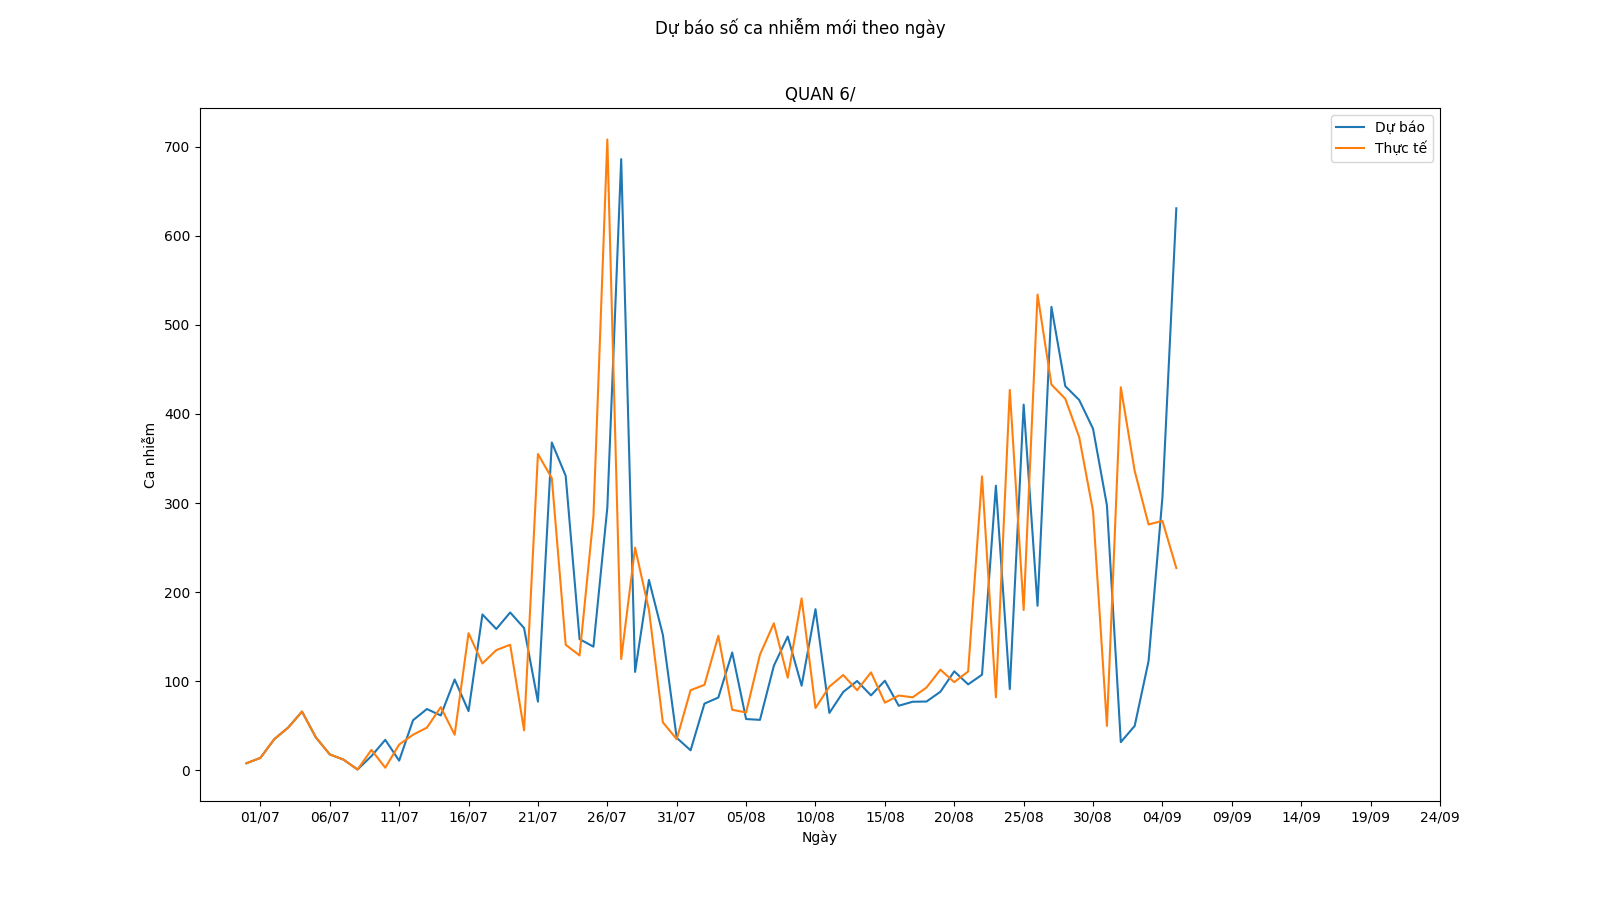 Dự báo số ca nhiễm mới theo ngày
QUAN 6/
Dự báo
Thực tế
700
600
500
400
300
200
100
0
Ca nhiễm
01/07 06/07 11/07 16/07 21/07 26/07 31/07 05/08 10/08 15/08 20/08 25/08 30/08 04/09 09/09 14/09 19/09 24/09
Ngày